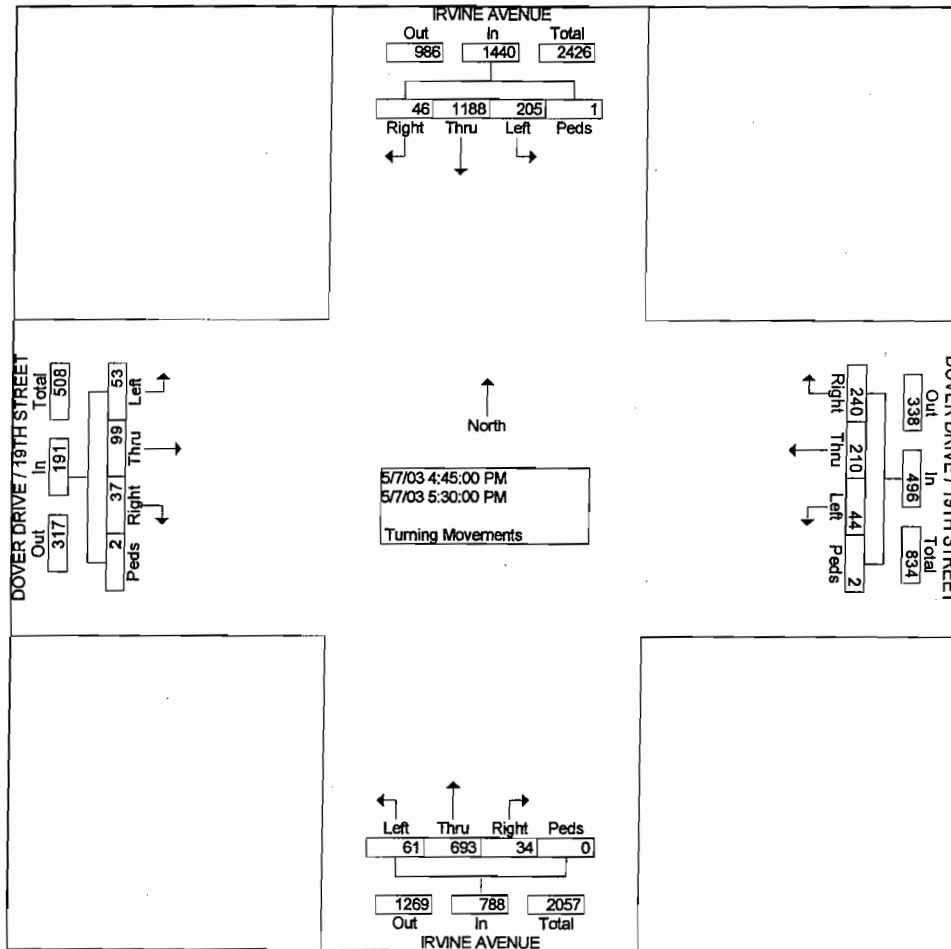 IRVINE AVENUE
Out In Total
986 1440 2426
46 1188 205 1
Right Thru Left Peds
DOVER DRIVE / 19TH STREET
Total In Out
508 191 317
53 99 37 2
Left Thru Right Peds
North
5/7/03 4:45:00 PM
5/7/03 5:30:00 PM
Turning Movements
Right Thru Left Peds
240 210 44 2
Out In Total
338 496 834
DOVER DRIVE / 19TH STREET
Left Thru Right Peds
61 693 34 0
1269 788 2057
Out In Total
IRVINE AVENUE